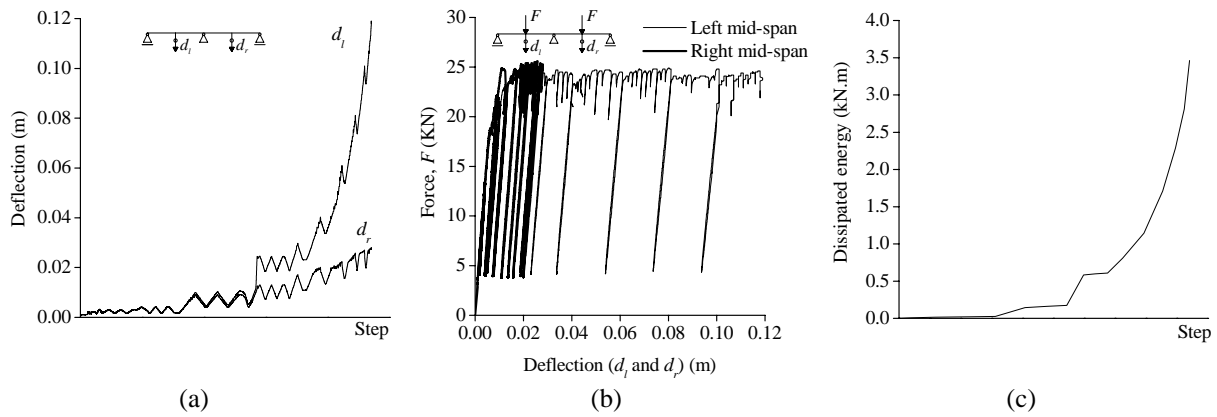 0.12
0.10
0.08
0.06
0.04
0.02
0.00
Deflection (m)
d_l
d_r
d_l
d_r
Step
(a)
30
25
20
15
10
5
0
Force, F (KN)
F
F
d_l
d_r
Left mid-span
Right mid-span
0.00 0.02 0.04 0.06 0.08 0.10 0.12
Deflection (d_l and d_r) (m)
(b)
4.0
3.5
3.0
2.5
2.0
1.5
1.0
0.5
0.0
Dissipated energy (kN.m)
Step
(c)